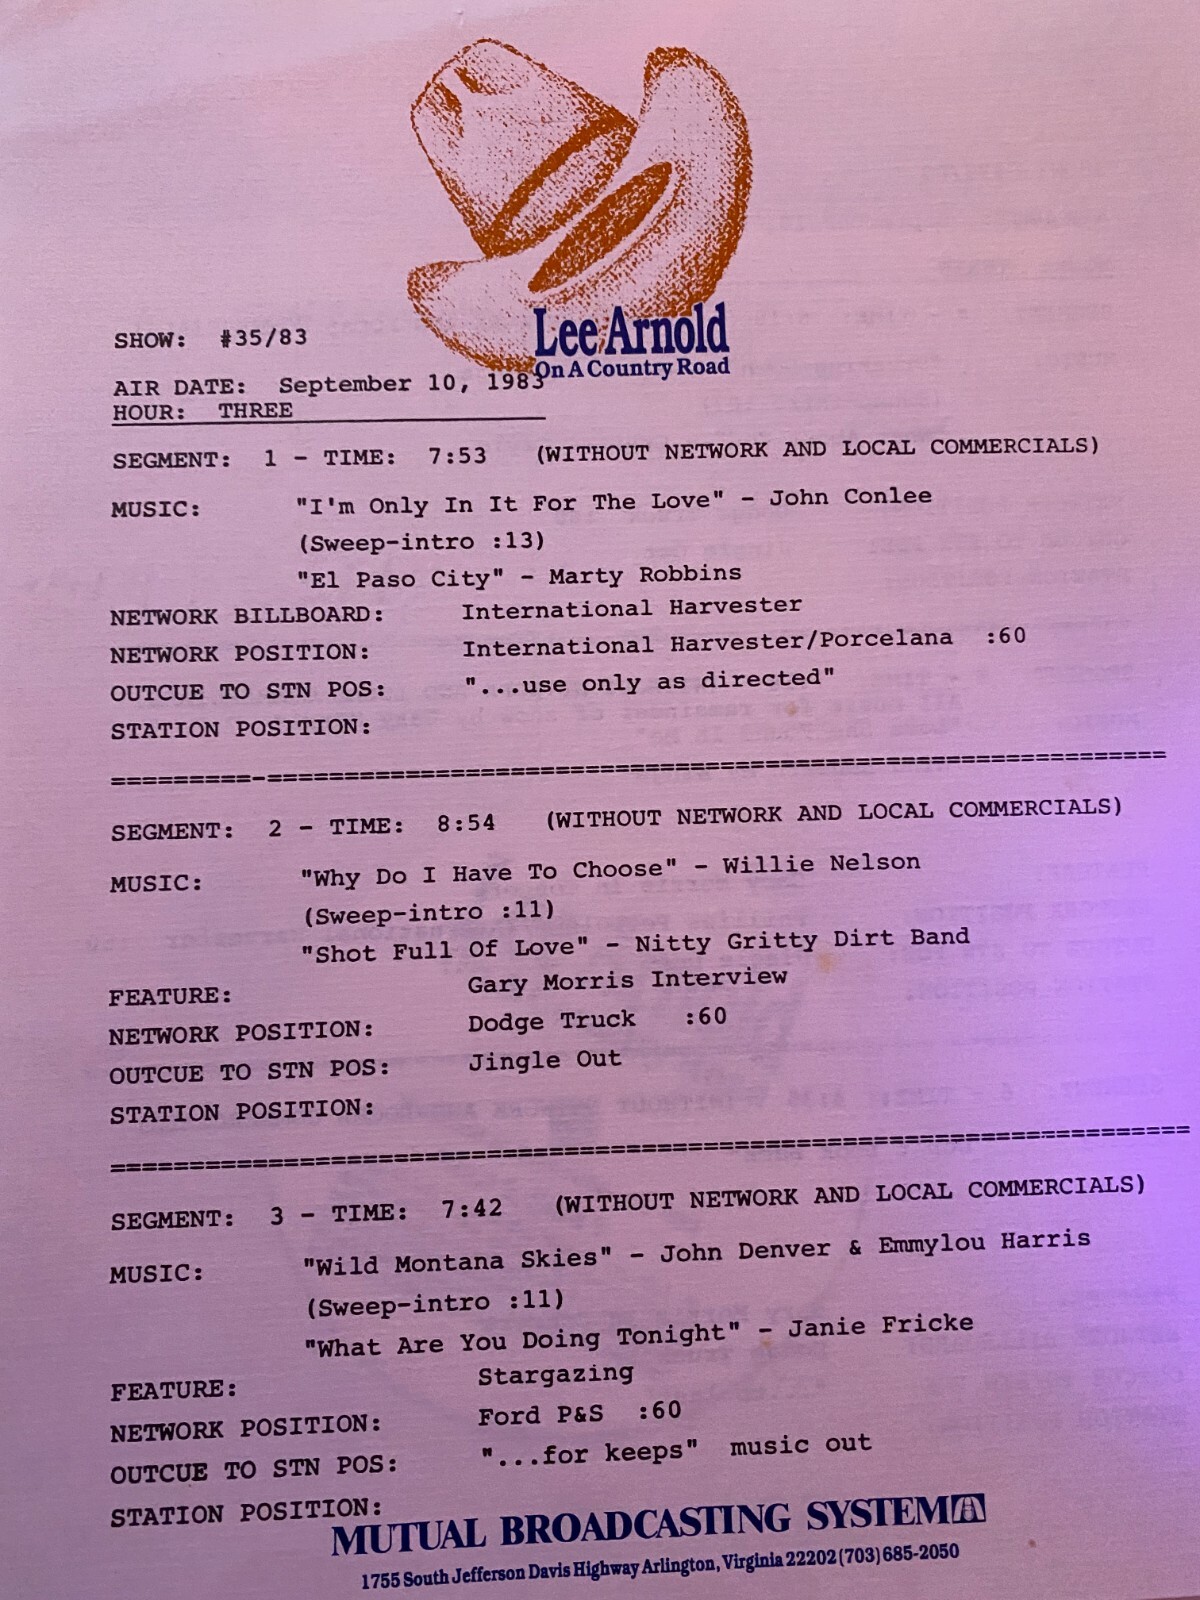 Lee Arnold
On A Country Road
SHOW: #35/83
AIR DATE: September 10, 1983
HOUR: THREE
SEGMENT: 1 - TIME: 7:53 (WITHOUT NETWORK AND LOCAL COMMERCIALS)
MUSIC: "I'm Only In It For The Love" - John Conlee
(Sweep-intro :13)
"El Paso City" - Marty Robbins
NETWORK BILLBOARD: International Harvester
NETWORK POSITION: International Harvester/Porcelana :60
OUTCUE TO STN POS: "...use only as directed"
STATION POSITION:
SEGMENT: 2 - TIME: 8:54 (WITHOUT NETWORK AND LOCAL COMMERCIALS)
MUSIC: "Why Do I Have To Choose" - Willie Nelson
(Sweep-intro :11)
"Shot Full Of Love" - Nitty Gritty Dirt Band
FEATURE: Gary Morris Interview
NETWORK POSITION: Dodge Truck :60
OUTCUE TO STN POS: Jingle Out
STATION POSITION:
SEGMENT: 3 - TIME: 7:42 (WITHOUT NETWORK AND LOCAL COMMERCIALS)
MUSIC: "Wild Montana Skies" - John Denver & Emmylou Harris
(Sweep-intro :11)
"What Are You Doing Tonight" - Janie Fricke
FEATURE: Stargazing
NETWORK POSITION: Ford P&S :60
OUTCUE TO STN POS: "...for keeps" music out
STATION POSITION:
MUTUAL BROADCASTING SYSTEM
1755 South Jefferson Davis Highway Arlington, Virginia 22202 (703) 685-2050